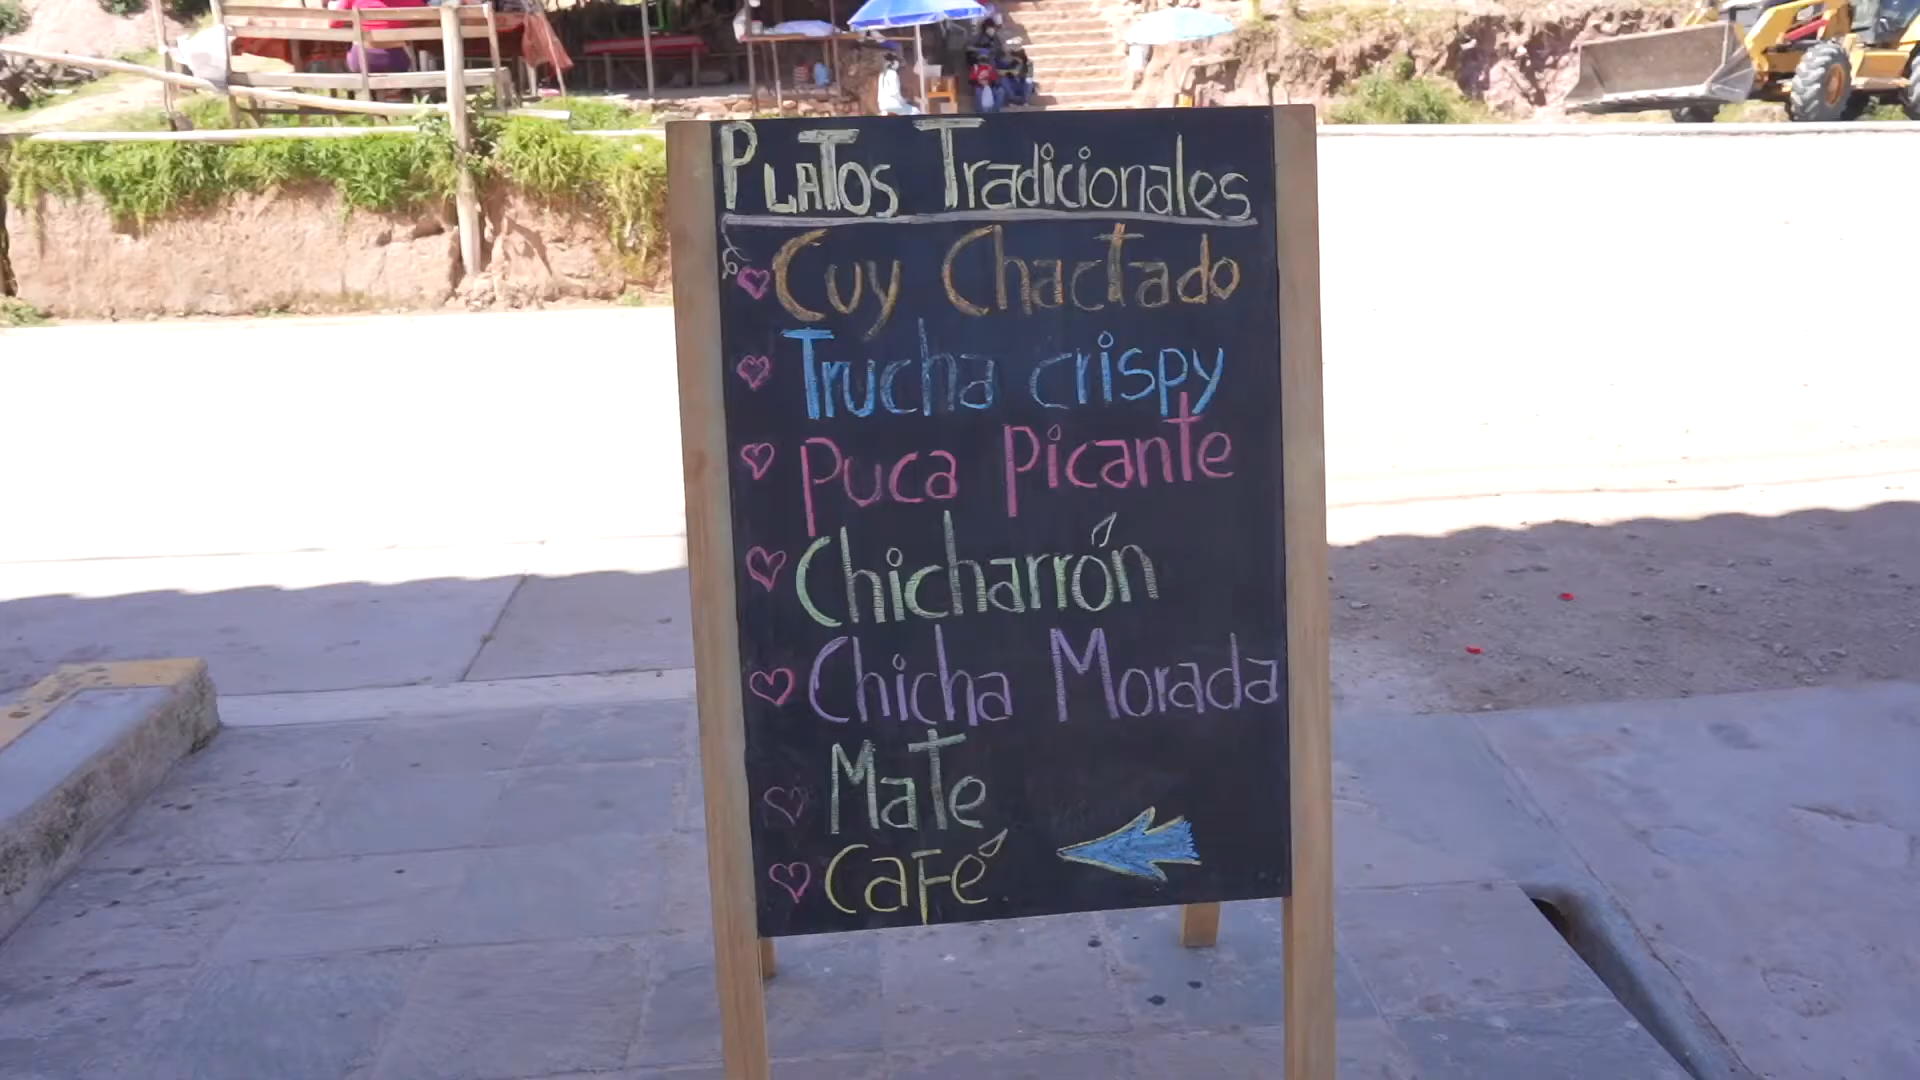 PLATOS Tradicionales
Cuy Chactado
Trucha crispy
Puca Picante
Chicharrón
Chicha Morada
Mate
Café